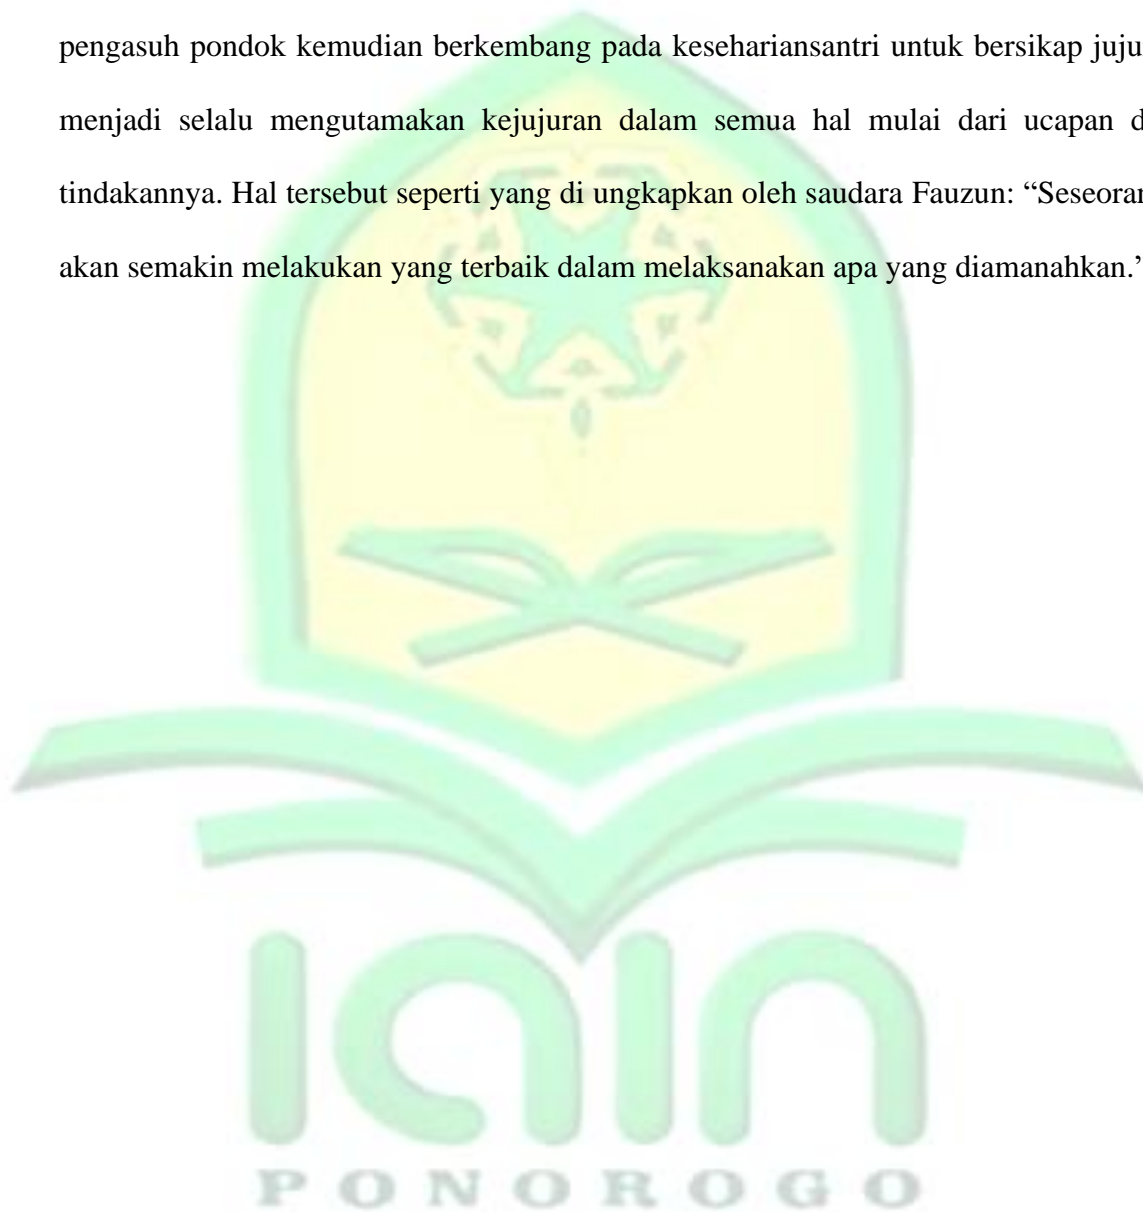 pengasuh pondok kemudian berkembang pada kesehariansantri untuk bersikap
menjadi selalu mengutamakan kejujuran dalam semua hal mulai dari ucapan
tindakannya. Hal tersebut seperti yang di ungkapkan oleh saudara Fauzun:
akan semakin melakukan yang terbaik dalam melaksanakan apa yang diamanahkan.”
iain
PONOROGO